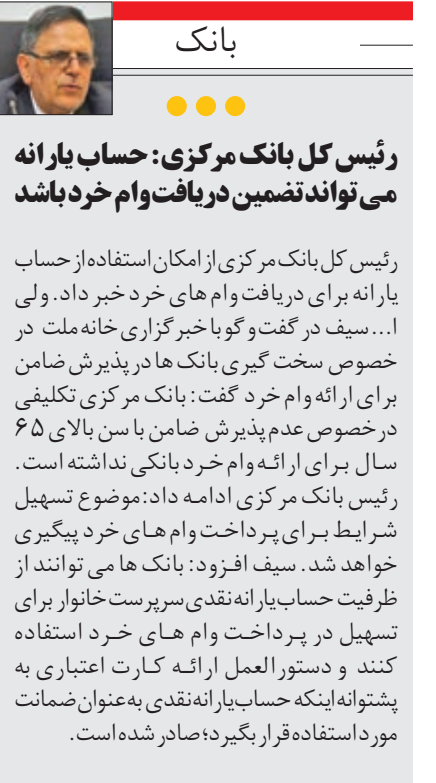 بانک
رئیس کل بانک مرکزی: حساب یارانه
می تواند تضمین دریافت وام خرد باشد
رئیس کل بانک مرکزی از امکان استفاده از حساب
یارانه برای دریافت وام های خرد خبر داد. ولی
ا... سیف در گفت و گو با خبرگزاری خانه ملت در
خصوص سخت گیری بانک ها در پذیرش ضامن
برای ارائه وام خرد گفت: بانک مرکزی تکلیفی
درخصوص عدم پذیرش ضامن با سن بالای ۶۵
سال برای ارائه وام خرد بانکی نداشته است.
رئیس بانک مرکزی ادامه داد: موضوع تسهیل
شرایط برای پرداخت وام های خرد پیگیری
خواهد شد. سیف افزود: بانک ها می توانند از
ظرفیت حساب یارانه نقدی سرپرست خانوار برای
تسهیل در پرداخت وام های خرد استفاده
کنند و دستورالعمل ارائه کارت اعتباری به
پشتوانه اینکه حساب یارانه نقدی به عنوان ضمانت
مورد استفاده قرار بگیرد؛ صادر شده است.